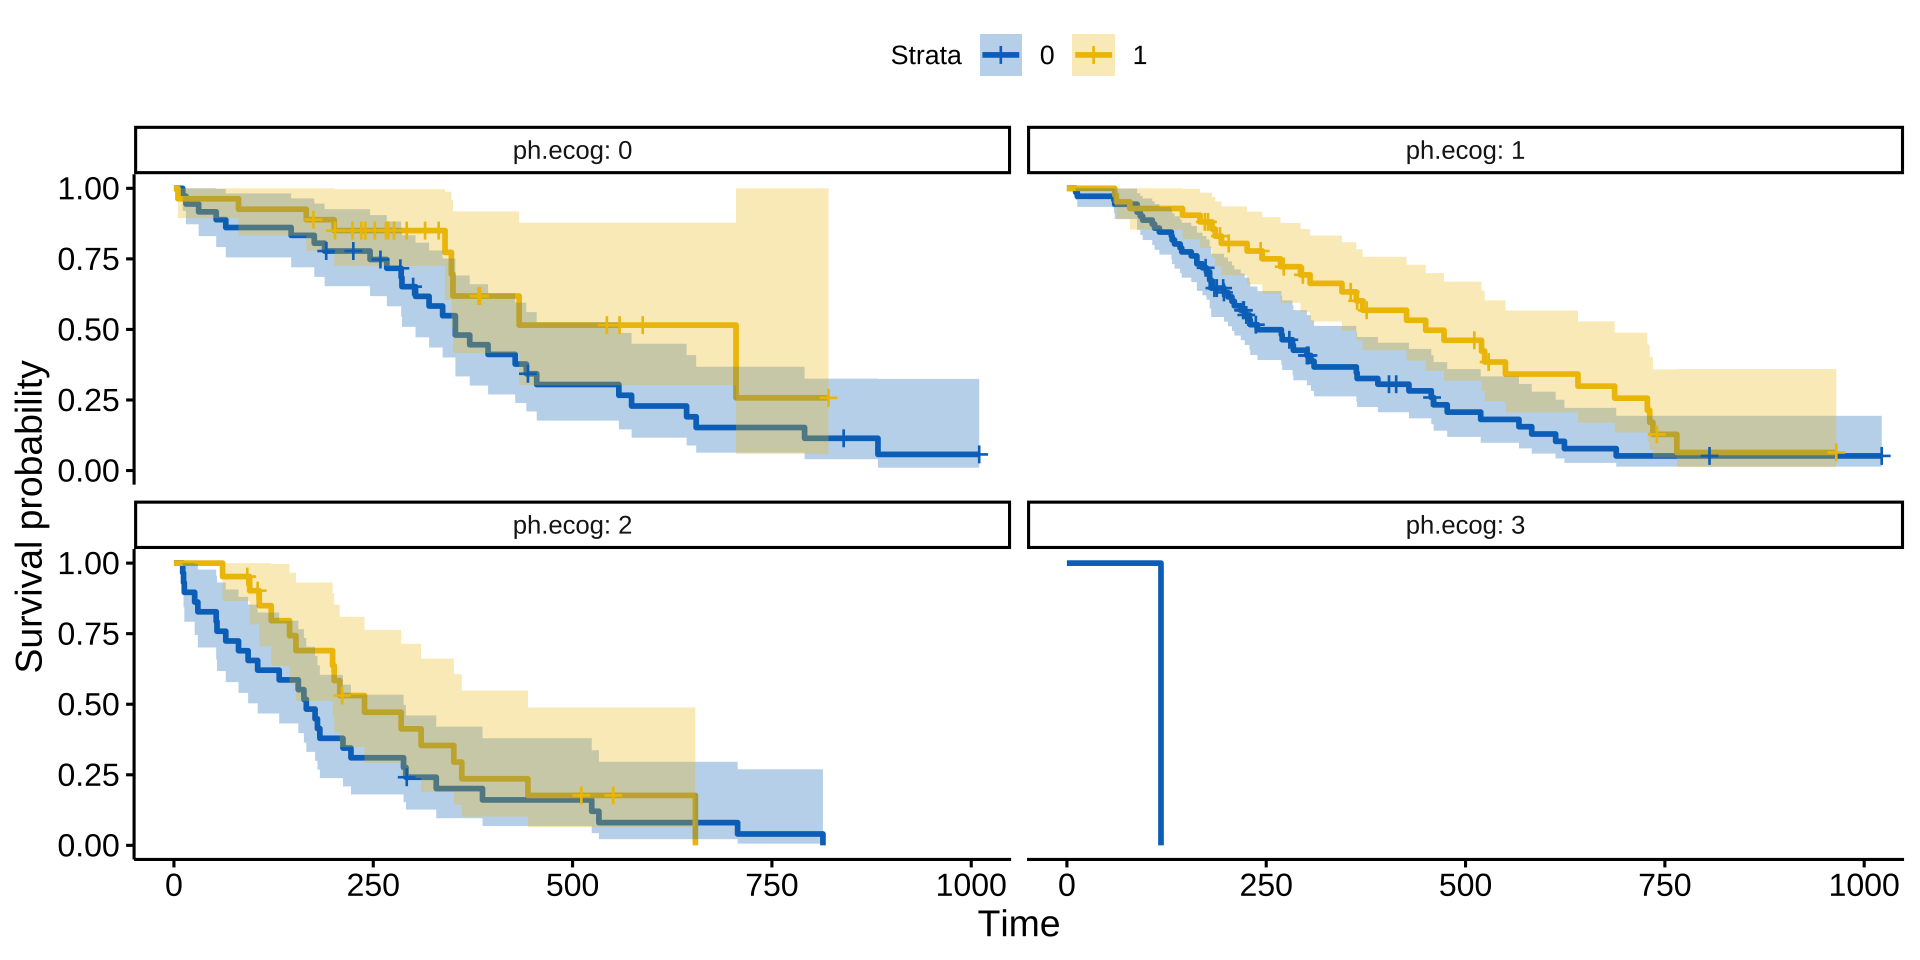 Strata 0 1
ph.ecog: 0
ph.ecog: 1
1.00
0.75
0.50
0.25
0.00
ph.ecog: 2
ph.ecog: 3
1.00
0.75
0.50
0.25
0.00
Survival probability
0 250 500 750 1000
0 250 500 750 1000
Time